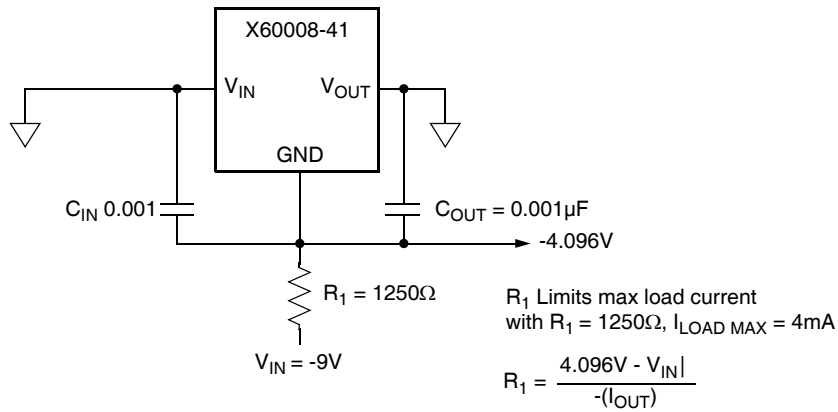 X60008-41
V_IN V_OUT
GND
C_IN 0.001
C_OUT = 0.001µF
-4.096V
R_1 = 1250Ω
V_IN = -9V
R_1 Limits max load current
with R_1 = 1250Ω, I_LOAD MAX = 4mA
R_1 = 4.096V - V_IN| / -(I_OUT)